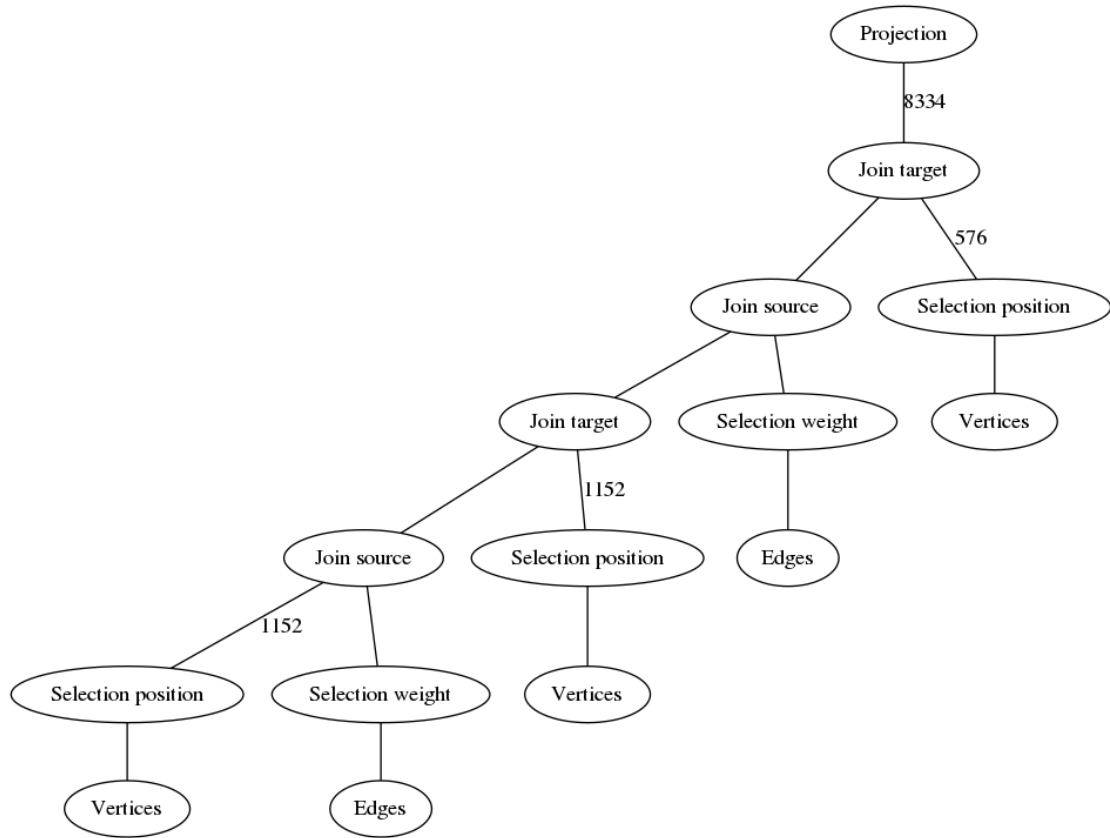 Projection
8334
Join target
576
Join source
Selection position
Join target
Selection weight
Vertices
1152
Join source
Selection position
Edges
1152
Selection position
Selection weight
Vertices
Vertices
Edges